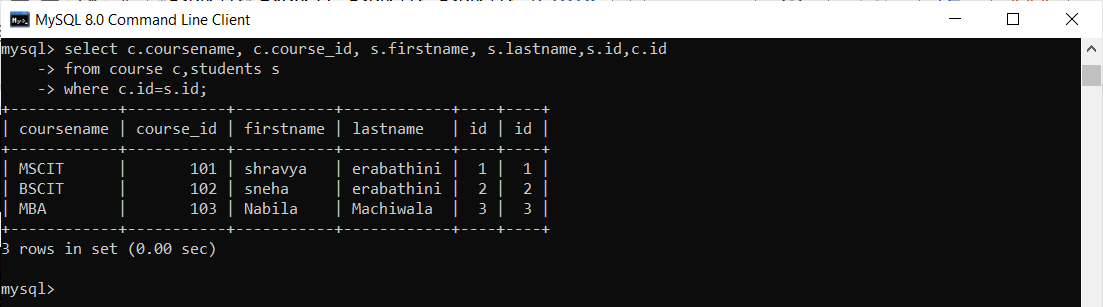 MySQL 8.0 Command Line Client
mysql> select c.coursename, c.course_id, s.firstname, s.lastname,s.id,c.id
    -> from course c,students s
    -> where c.id=s.id;
+------------+-----------+-----------+------------+----+----+
| coursename | course_id | firstname | lastname   | id | id |
+------------+-----------+-----------+------------+----+----+
| MSCIT      |       101 | shravya   | erabathini |  1 |  1 |
| BSCIT      |       102 | sneha     | erabathini |  2 |  2 |
| MBA        |       103 | Nabila    | Machiwala  |  3 |  3 |
+------------+-----------+-----------+------------+----+----+
3 rows in set (0.00 sec)
mysql>